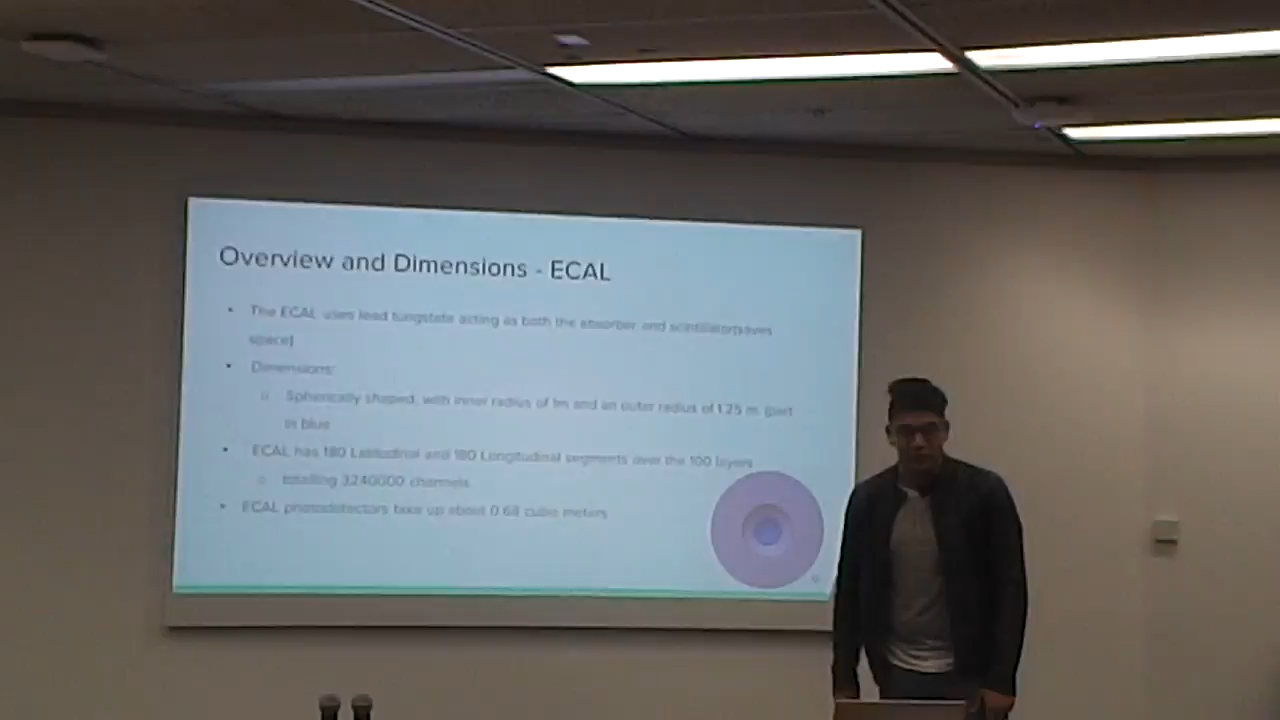 Overview and Dimensions - ECAL
• The ECAL uses lead tungstate acting as both the absorber and scintillator(saves
space)
• Dimensions:
○ Spherically shaped, with inner radius of 1m and an outer radius of 1.25 m. (part
in blue
• ECAL has 180 Latitudinal and 180 Longitudinal segments over the 100 layers
○ totalling 3240000 channels
• ECAL photodetectors take up about 0.68 cubic meters